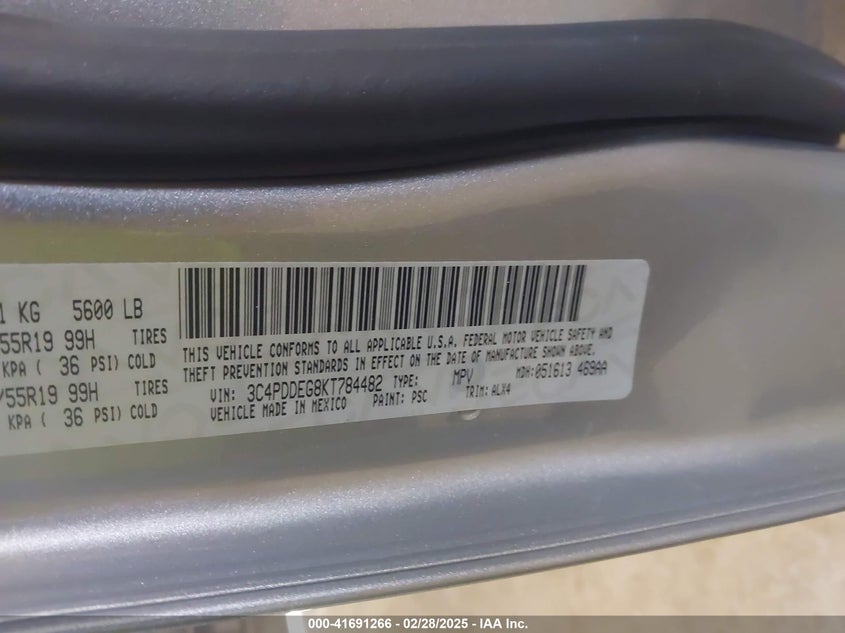 1 KG 5600 LB
55R19 99H TIRES
KPA ( 36 PSI) COLD
/55R19 99H TIRES
KPA ( 36 PSI) COLD
THIS VEHICLE CONFORMS TO ALL APPLICABLE U.S.A. FEDERAL MOTOR VEHICLE SAFETY AND
THEFT PREVENTION STANDARDS IN EFFECT ON THE DATE OF MANUFACTURE SHOWN ABOVE.
VIN: 3C4PDDEG8KT784482 TYPE: MPV MDH: 051613 469AA
VEHICLE MADE IN MEXICO PAINT: PSC TRIM: ALX4
000-41691266 - 02/28/2025 - IAA Inc.